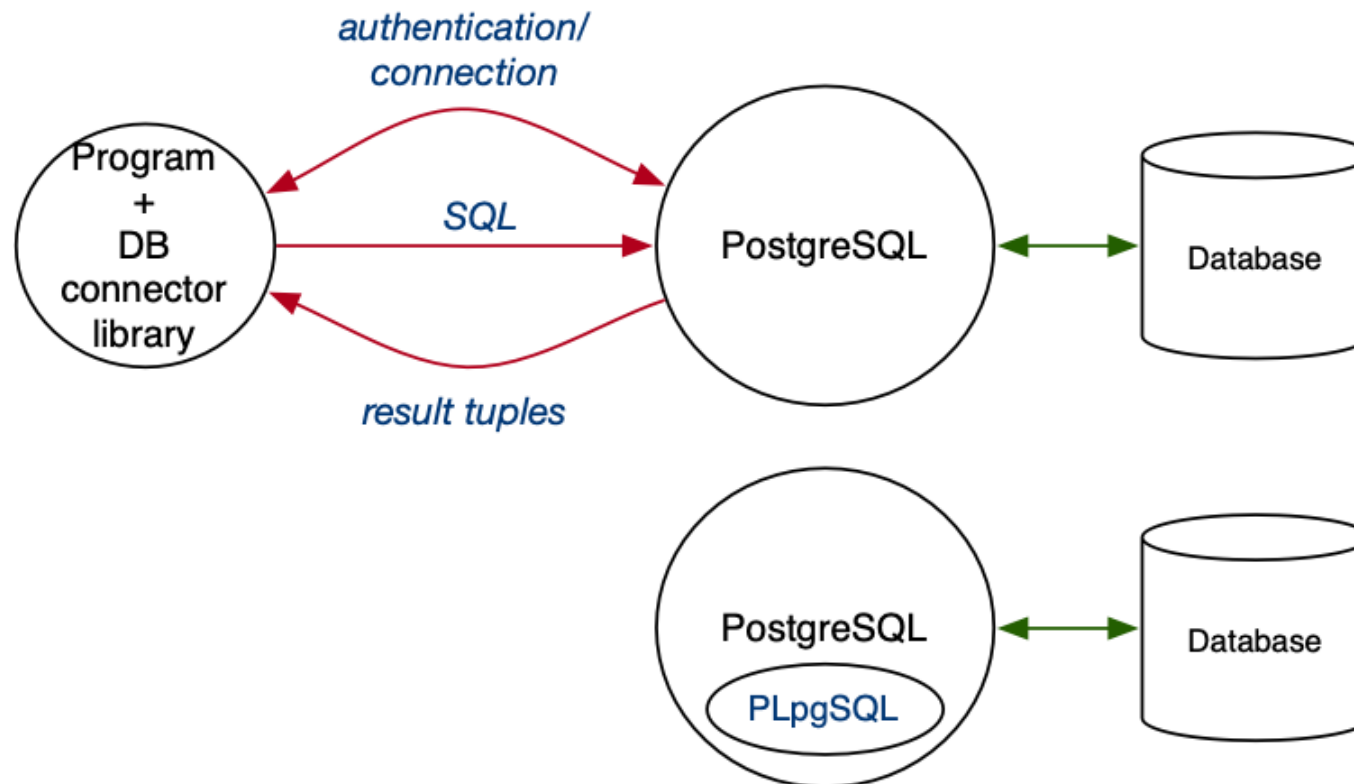 authentication/
connection
Program
+
DB
connector
library
SQL
PostgreSQL
Database
result tuples
PostgreSQL
Database
PLpgSQL